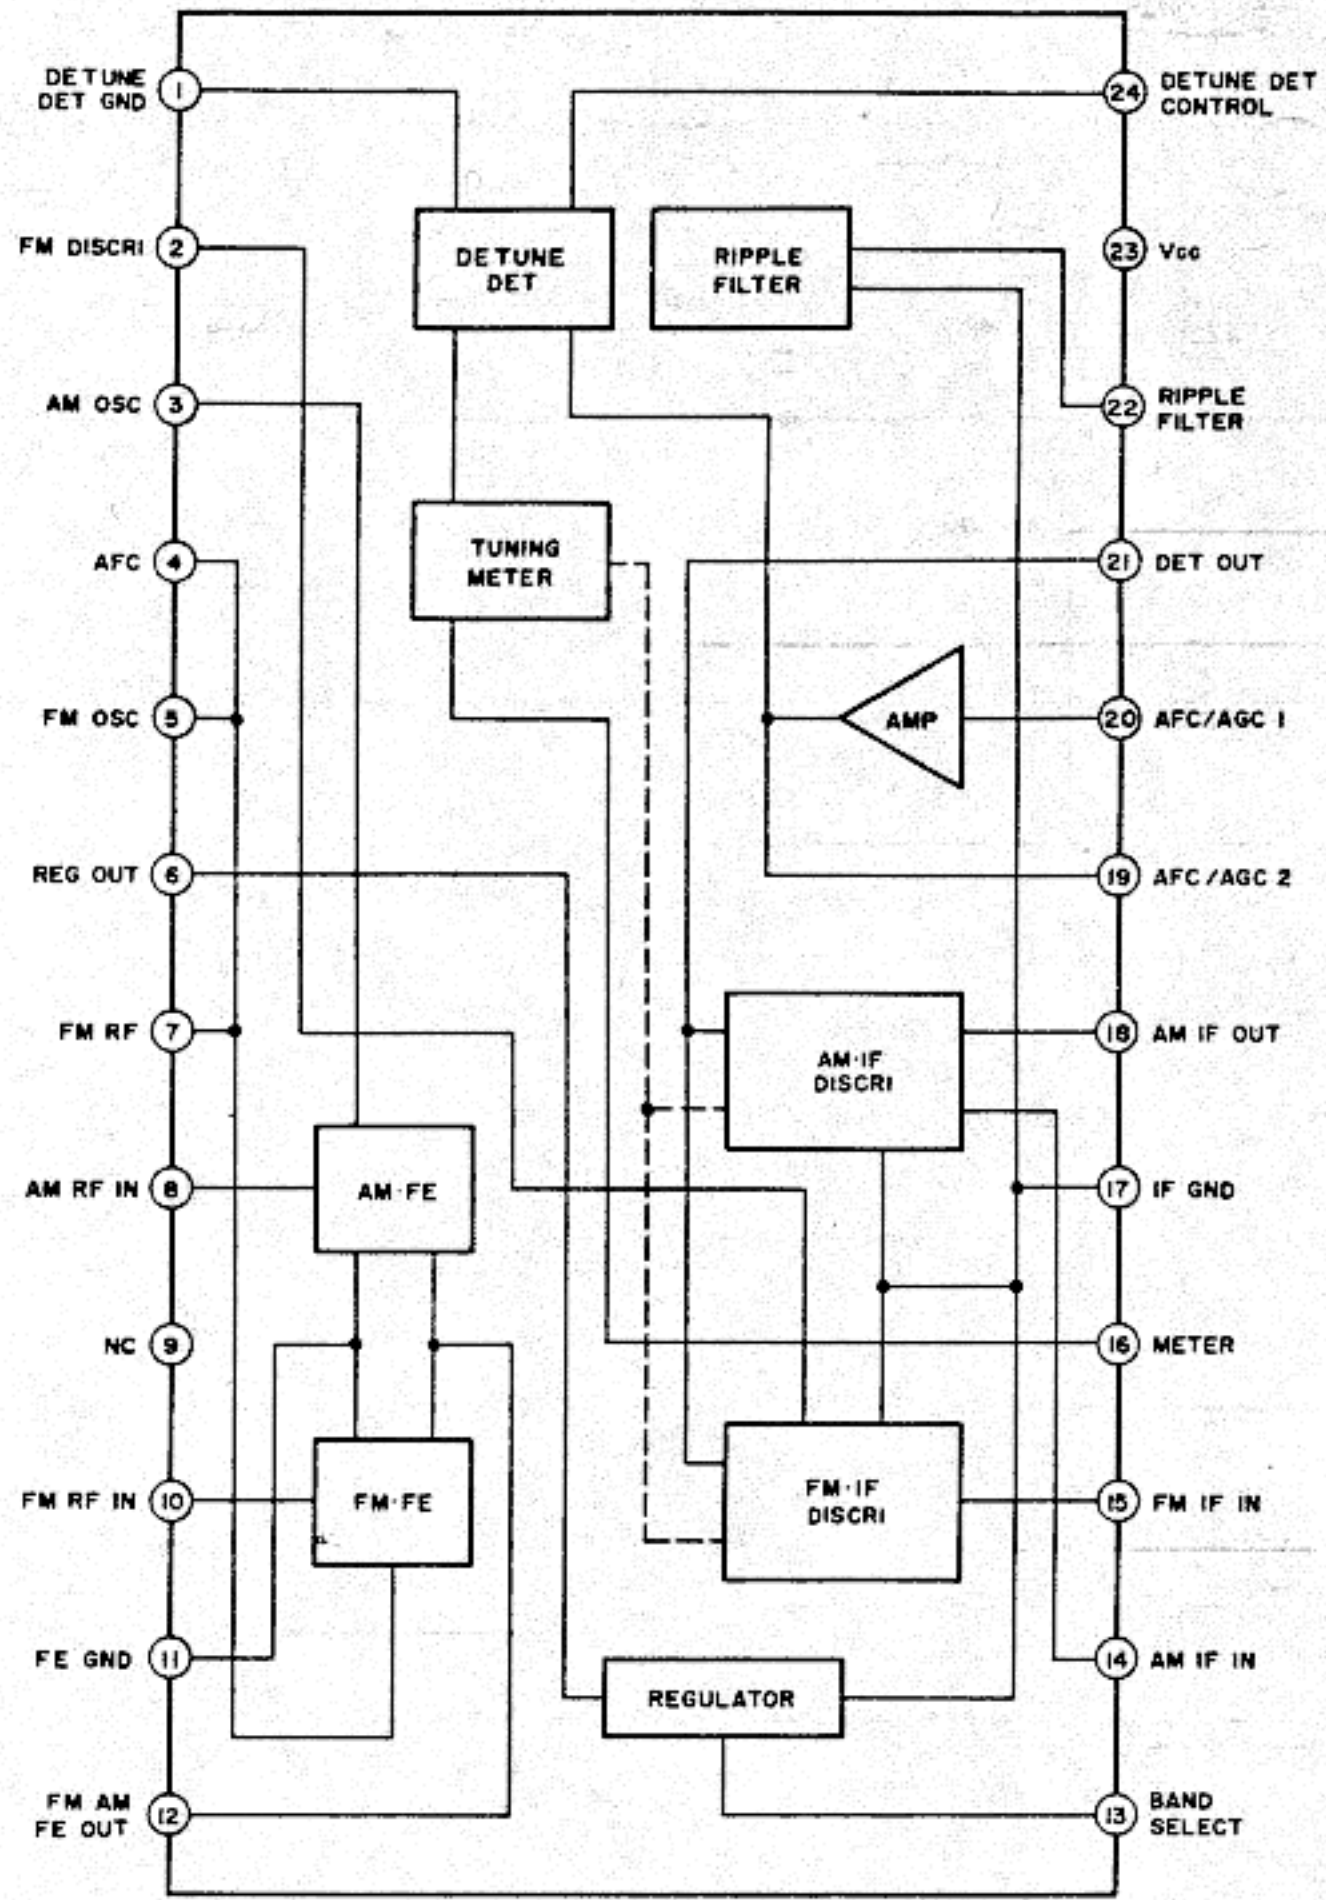 DETUNE
DET GND
1
24
DETUNE DET
CONTROL
FM DISCRI
2
DETUNE
DET
RIPPLE
FILTER
23
Vcc
AM OSC
3
22
RIPPLE
FILTER
AFC
4
TUNING
METER
21
DET OUT
FM OSC
5
AMP
20
AFC/AGC 1
REG OUT
6
19
AFC/AGC 2
FM RF
7
AM·IF
DISCRI
18
AM IF OUT
AM RF IN
8
AM·FE
17
IF GND
NC
9
16
METER
FM RF IN
10
FM·FE
FM·IF
DISCRI
15
FM IF IN
FE GND
11
REGULATOR
14
AM IF IN
FM AM
FE OUT
12
13
BAND
SELECT